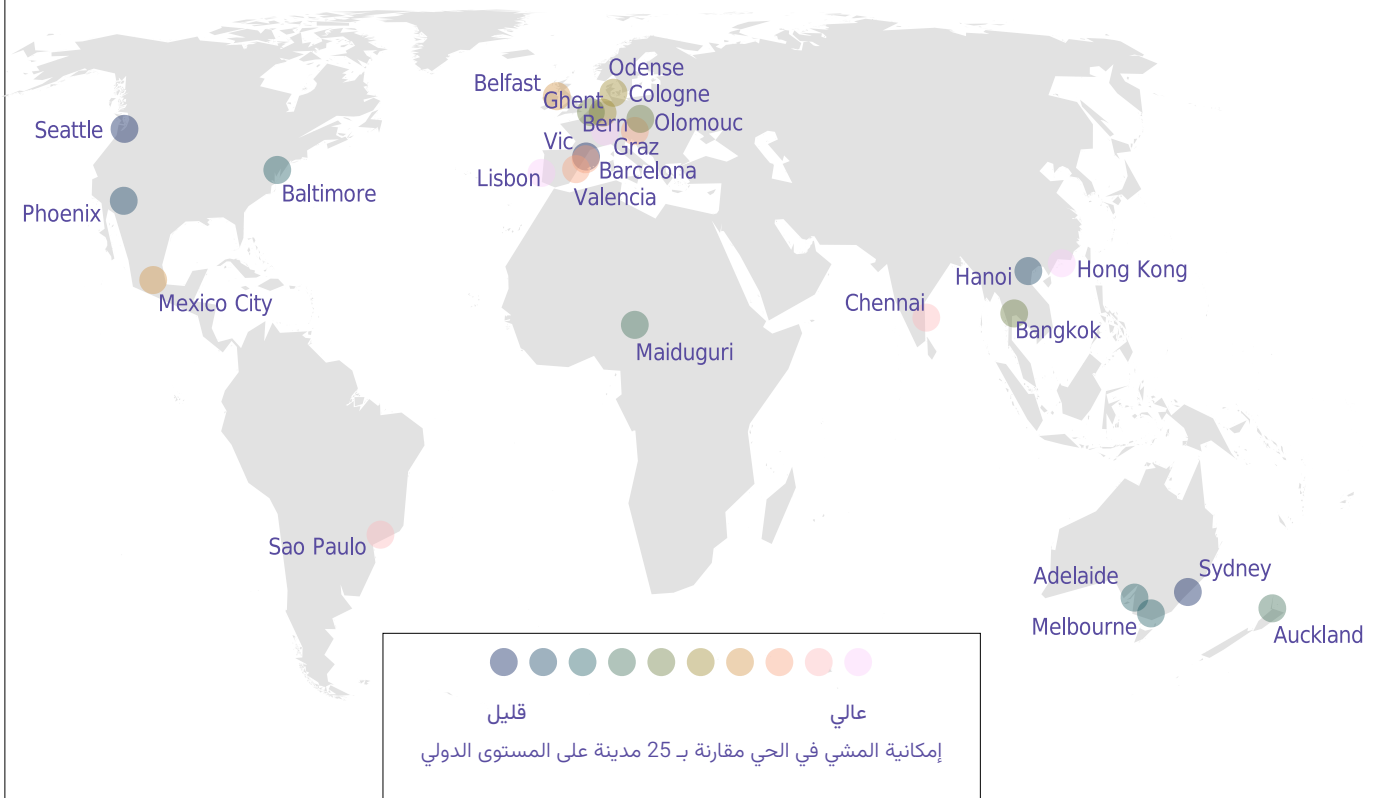 Odense
Belfast
Cologne
Ghent
Bern
Olomouc
Seattle
Vic
Graz
Barcelona
Lisbon
Baltimore
Valencia
Phoenix
Hong Kong
Hanoi
Mexico City
Chennai
Bangkok
Maiduguri
Sao Paulo
Sydney
Adelaide
Melbourne
Auckland
قليل
عالي
إمكانية المشي في الحي مقارنة بـ 25 مدينة على المستوى الدولي